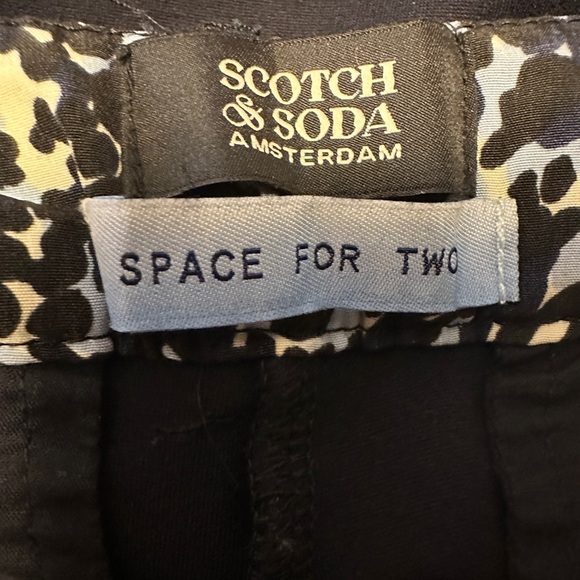 SCOTCH
& SODA
AMSTERDAM
SPACE FOR TWO